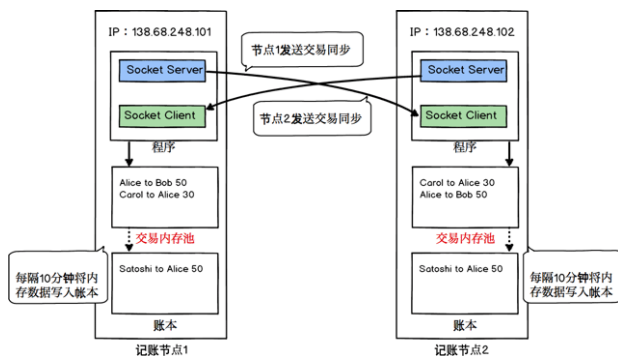 IP：138.68.248.101
Socket Server
Socket Client
程序
Alice to Bob 50
Carol to Alice 30
交易内存池
Satoshi to Alice 50
账本
记账节点1
每隔10分钟将内
存数据写入帐本
节点1发送交易同步
节点2发送交易同步
IP：138.68.248.102
Socket Server
Socket Client
程序
Carol to Alice 30
Alice to Bob 50
交易内存池
Satoshi to Alice 50
账本
记账节点2
每隔10分钟将内
存数据写入帐本